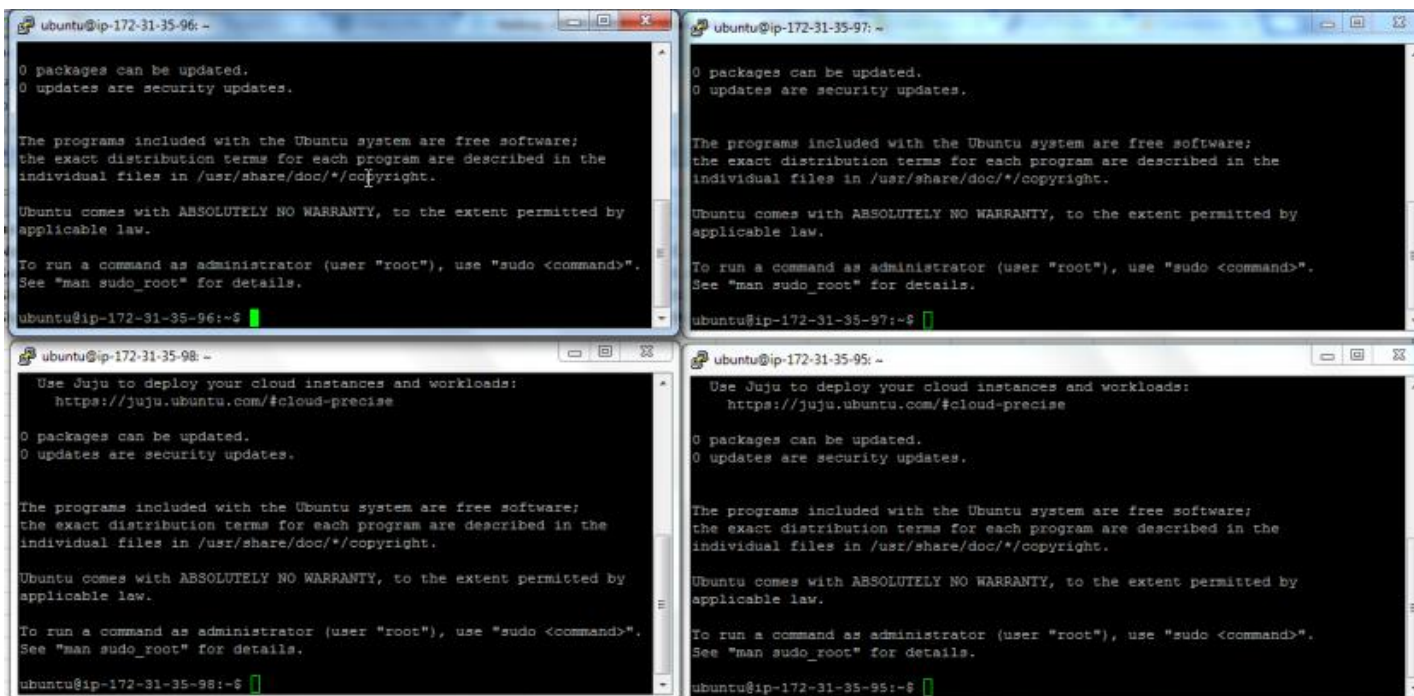 ubuntu@ip-172-31-35-96: ~
0 packages can be updated.
0 updates are security updates.
The programs included with the Ubuntu system are free software;
the exact distribution terms for each program are described in the
individual files in /usr/share/doc/*/copyright.
Ubuntu comes with ABSOLUTELY NO WARRANTY, to the extent permitted by
applicable law.
To run a command as administrator (user "root"), use "sudo <command>".
See "man sudo_root" for details.
ubuntu@ip-172-31-35-96:~$
ubuntu@ip-172-31-35-97: ~
0 packages can be updated.
0 updates are security updates.
The programs included with the Ubuntu system are free software;
the exact distribution terms for each program are described in the
individual files in /usr/share/doc/*/copyright.
Ubuntu comes with ABSOLUTELY NO WARRANTY, to the extent permitted by
applicable law.
To run a command as administrator (user "root"), use "sudo <command>".
See "man sudo_root" for details.
ubuntu@ip-172-31-35-97:~$
ubuntu@ip-172-31-35-98: ~
Use Juju to deploy your cloud instances and workloads:
https://juju.ubuntu.com/#cloud-precise
0 packages can be updated.
0 updates are security updates.
The programs included with the Ubuntu system are free software;
the exact distribution terms for each program are described in the
individual files in /usr/share/doc/*/copyright.
Ubuntu comes with ABSOLUTELY NO WARRANTY, to the extent permitted by
applicable law.
To run a command as administrator (user "root"), use "sudo <command>".
See "man sudo_root" for details.
ubuntu@ip-172-31-35-98:~$
ubuntu@ip-172-31-35-95: ~
Use Juju to deploy your cloud instances and workloads:
https://juju.ubuntu.com/#cloud-precise
0 packages can be updated.
0 updates are security updates.
The programs included with the Ubuntu system are free software;
the exact distribution terms for each program are described in the
individual files in /usr/share/doc/*/copyright.
Ubuntu comes with ABSOLUTELY NO WARRANTY, to the extent permitted by
applicable law.
To run a command as administrator (user "root"), use "sudo <command>".
See "man sudo_root" for details.
ubuntu@ip-172-31-35-95:~$